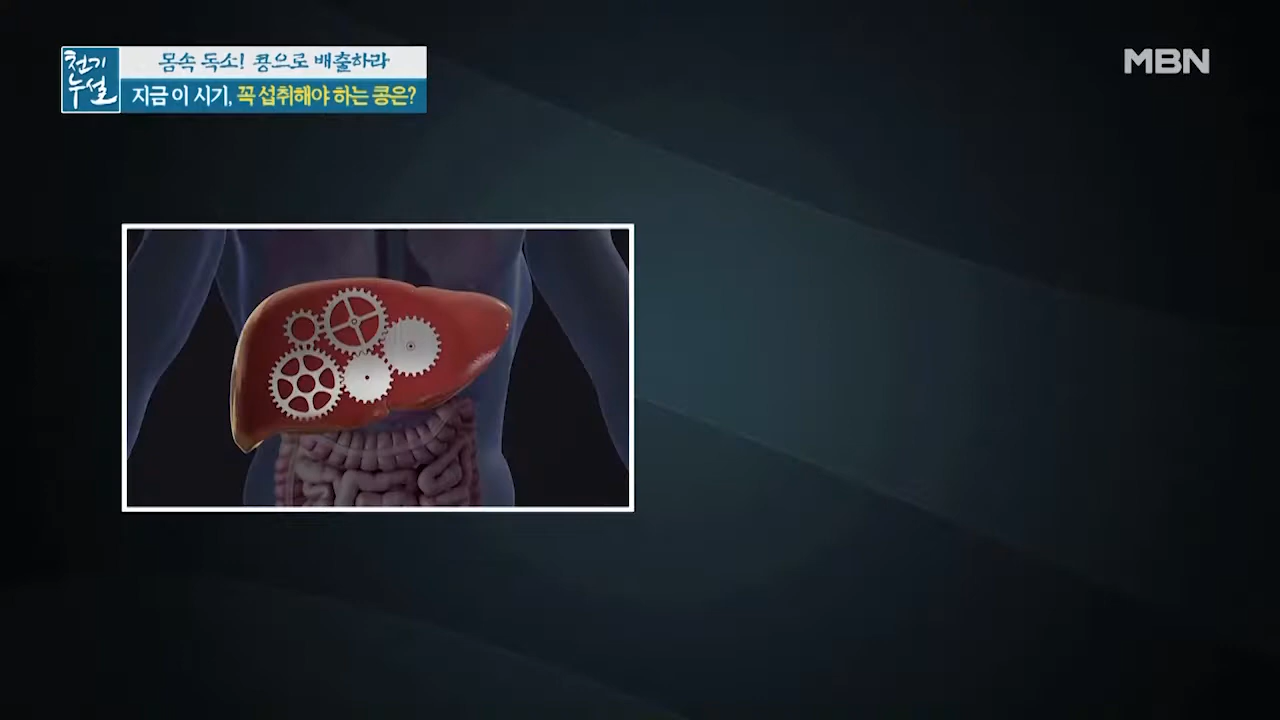 천기
누설
몸속 독소! 콩으로 배출하라
지금 이 시기, 꼭 섭취해야 하는 콩은?
MBN